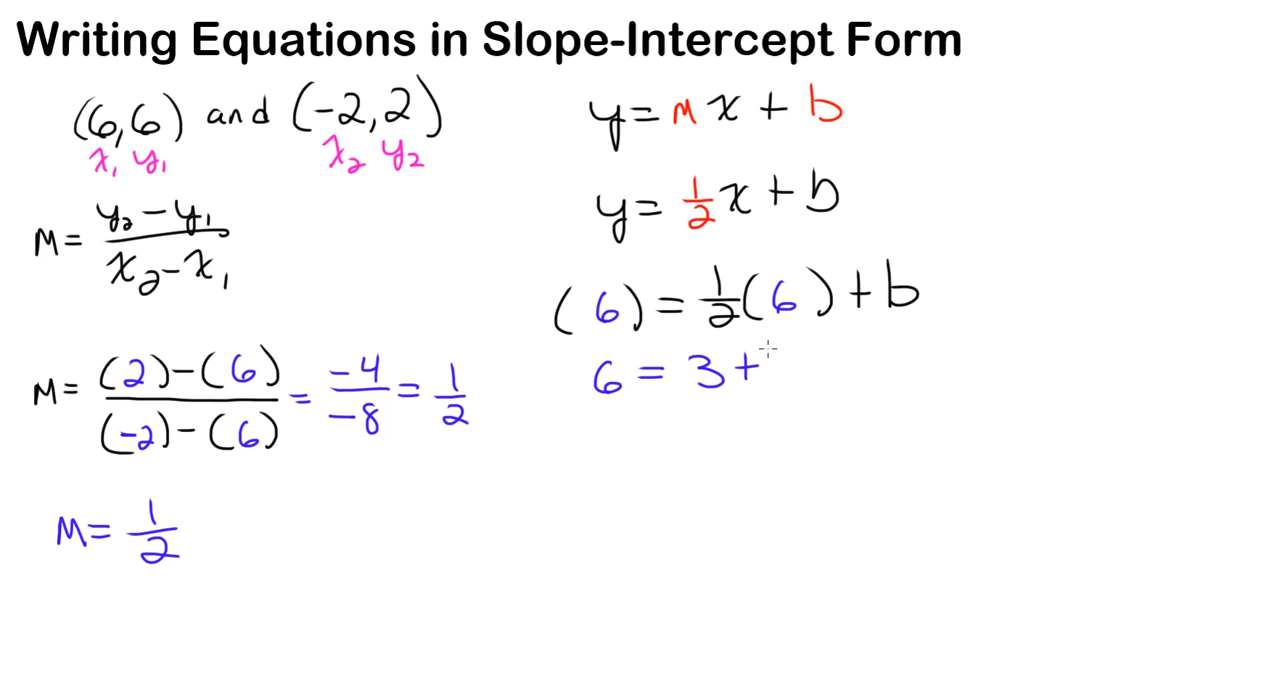 Writing Equations in Slope-Intercept Form
(6,6) and (-2,2)
x₁ y₁ x₂ y₂
M = y₂ - y₁ / x₂ - x₁
M = (2)-(6) / (-2)-(6) = -4 / -8 = 1/2
M = 1/2
y = mx + b
y = 1/2 x + b
(6) = 1/2 (6) + b
6 = 3 +